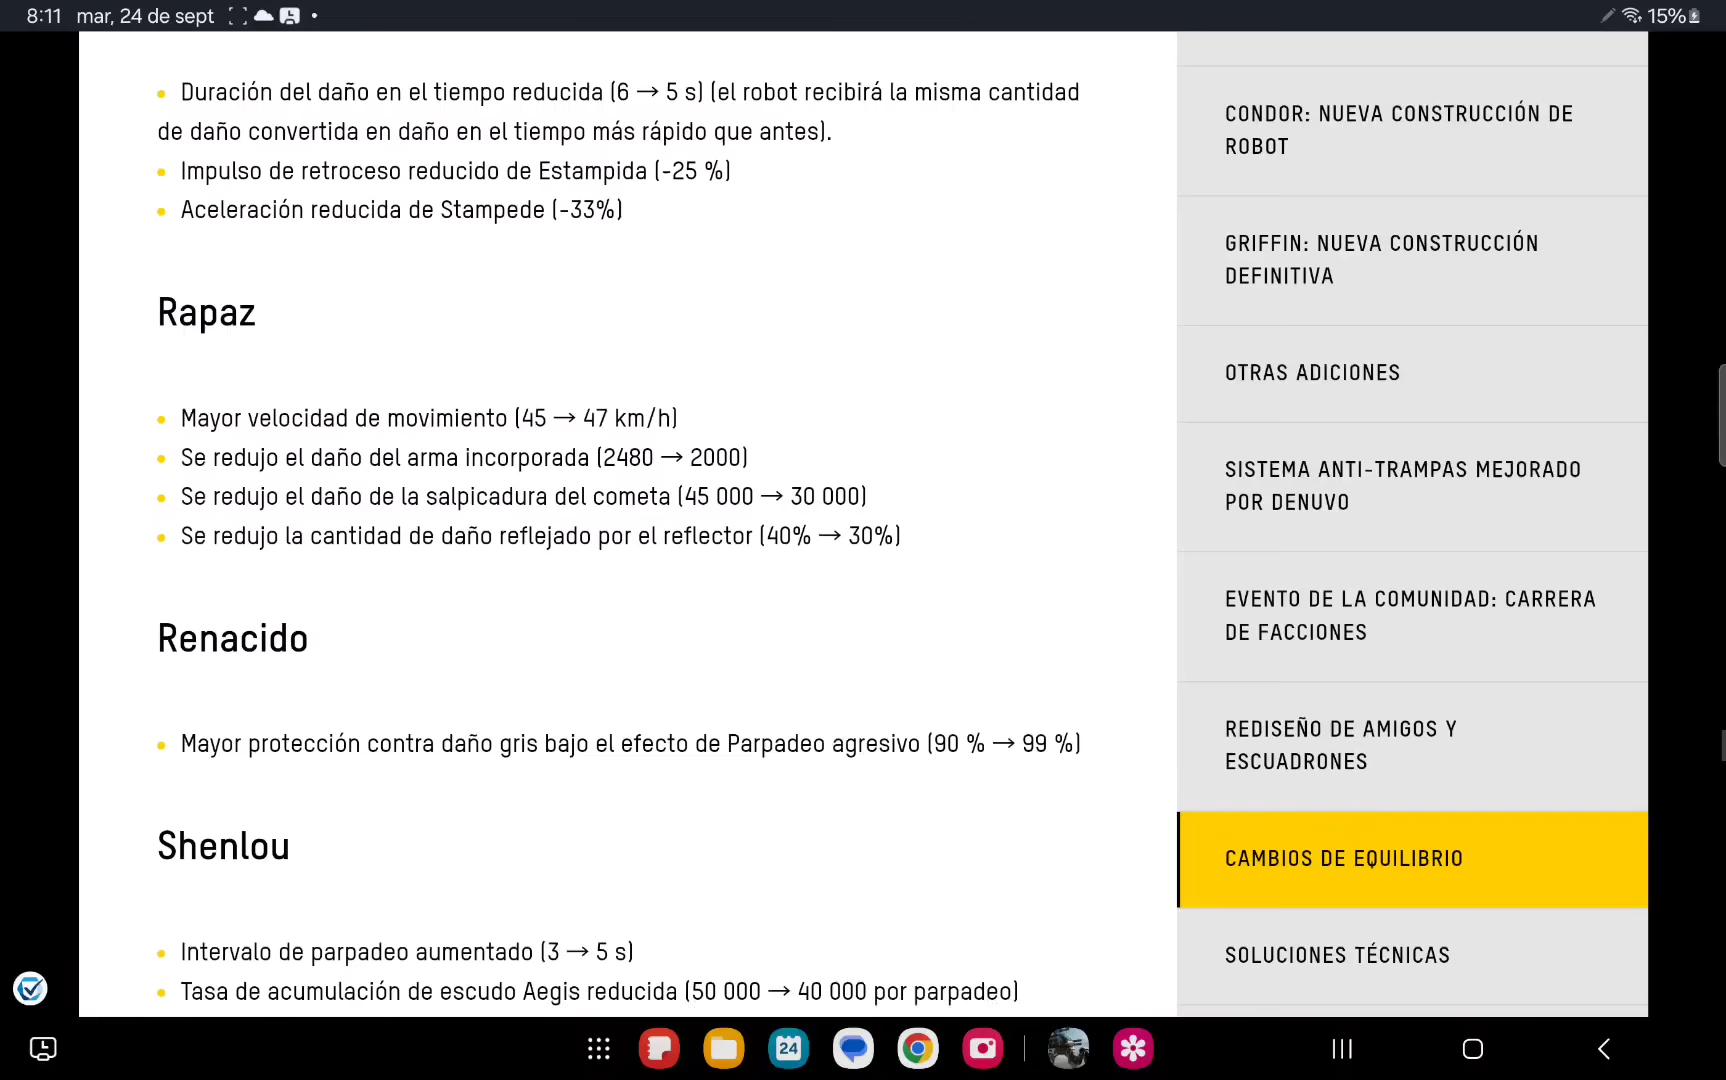 8:11 mar, 24 de sept
15%
Duración del daño en el tiempo reducida (6 → 5 s) (el robot recibirá la misma cantidad
de daño convertida en daño en el tiempo más rápido que antes).
Impulso de retroceso reducido de Estampida (-25 %)
Aceleración reducida de Stampede (-33%)
Rapaz
Mayor velocidad de movimiento (45 → 47 km/h)
Se redujo el daño del arma incorporada (2480 → 2000)
Se redujo el daño de la salpicadura del cometa (45 000 → 30 000)
Se redujo la cantidad de daño reflejado por el reflector (40% → 30%)
Renacido
Mayor protección contra daño gris bajo el efecto de Parpadeo agresivo (90 % → 99 %)
Shenlou
Intervalo de parpadeo aumentado (3 → 5 s)
Tasa de acumulación de escudo Aegis reducida (50 000 → 40 000 por parpadeo)
CONDOR: NUEVA CONSTRUCCIÓN DE
ROBOT
GRIFFIN: NUEVA CONSTRUCCIÓN
DEFINITIVA
OTRAS ADICIONES
SISTEMA ANTI-TRAMPAS MEJORADO
POR DENUVO
EVENTO DE LA COMUNIDAD: CARRERA
DE FACCIONES
REDISEÑO DE AMIGOS Y
ESCUADRONES
CAMBIOS DE EQUILIBRIO
SOLUCIONES TÉCNICAS
24